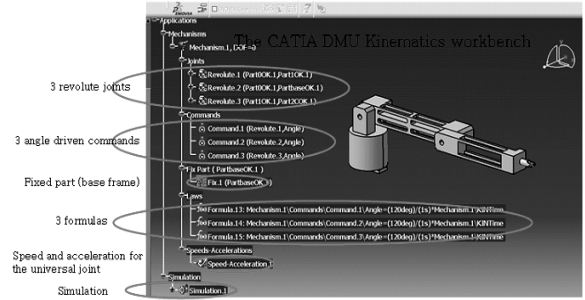 Applications
The CATIA DMU Kinematics workbench
Mechanisms
Mechanism.1, DOF=0
Joints
3 revolute joints
Revolute.1 (Part0OK.1,Part1OK.1)
Revolute.2 (Part0OK.1,PartbaseOK.1)
Revolute.3 (Part1OK.1,Part2OK.1)
Commands
3 angle driven commands
Command.1 (Revolute.1,Angle)
Command.2 (Revolute.2,Angle)
Command.3 (Revolute.3,Angle)
Fix Part ( PartbaseOK.1 )
Fixed part (base frame)
Fix.1 (PartbaseOK.1)
Laws
3 formulas
Formula.13: Mechanism.1\Commands\Command.1\Angle=(120deg)/(1s)*Mechanism.1\KINTime
Formula.14: Mechanism.1\Commands\Command.2\Angle=(120deg)/(1s)*Mechanism.1\KINTime
Formula.15: Mechanism.1\Commands\Command.3\Angle=(120deg)/(1s)*Mechanism.1\KINTime
Speeds-Accelerations
Speed and acceleration for
the universal joint
Speed-Acceleration.1
Simulation
Simulation
Simulation.1